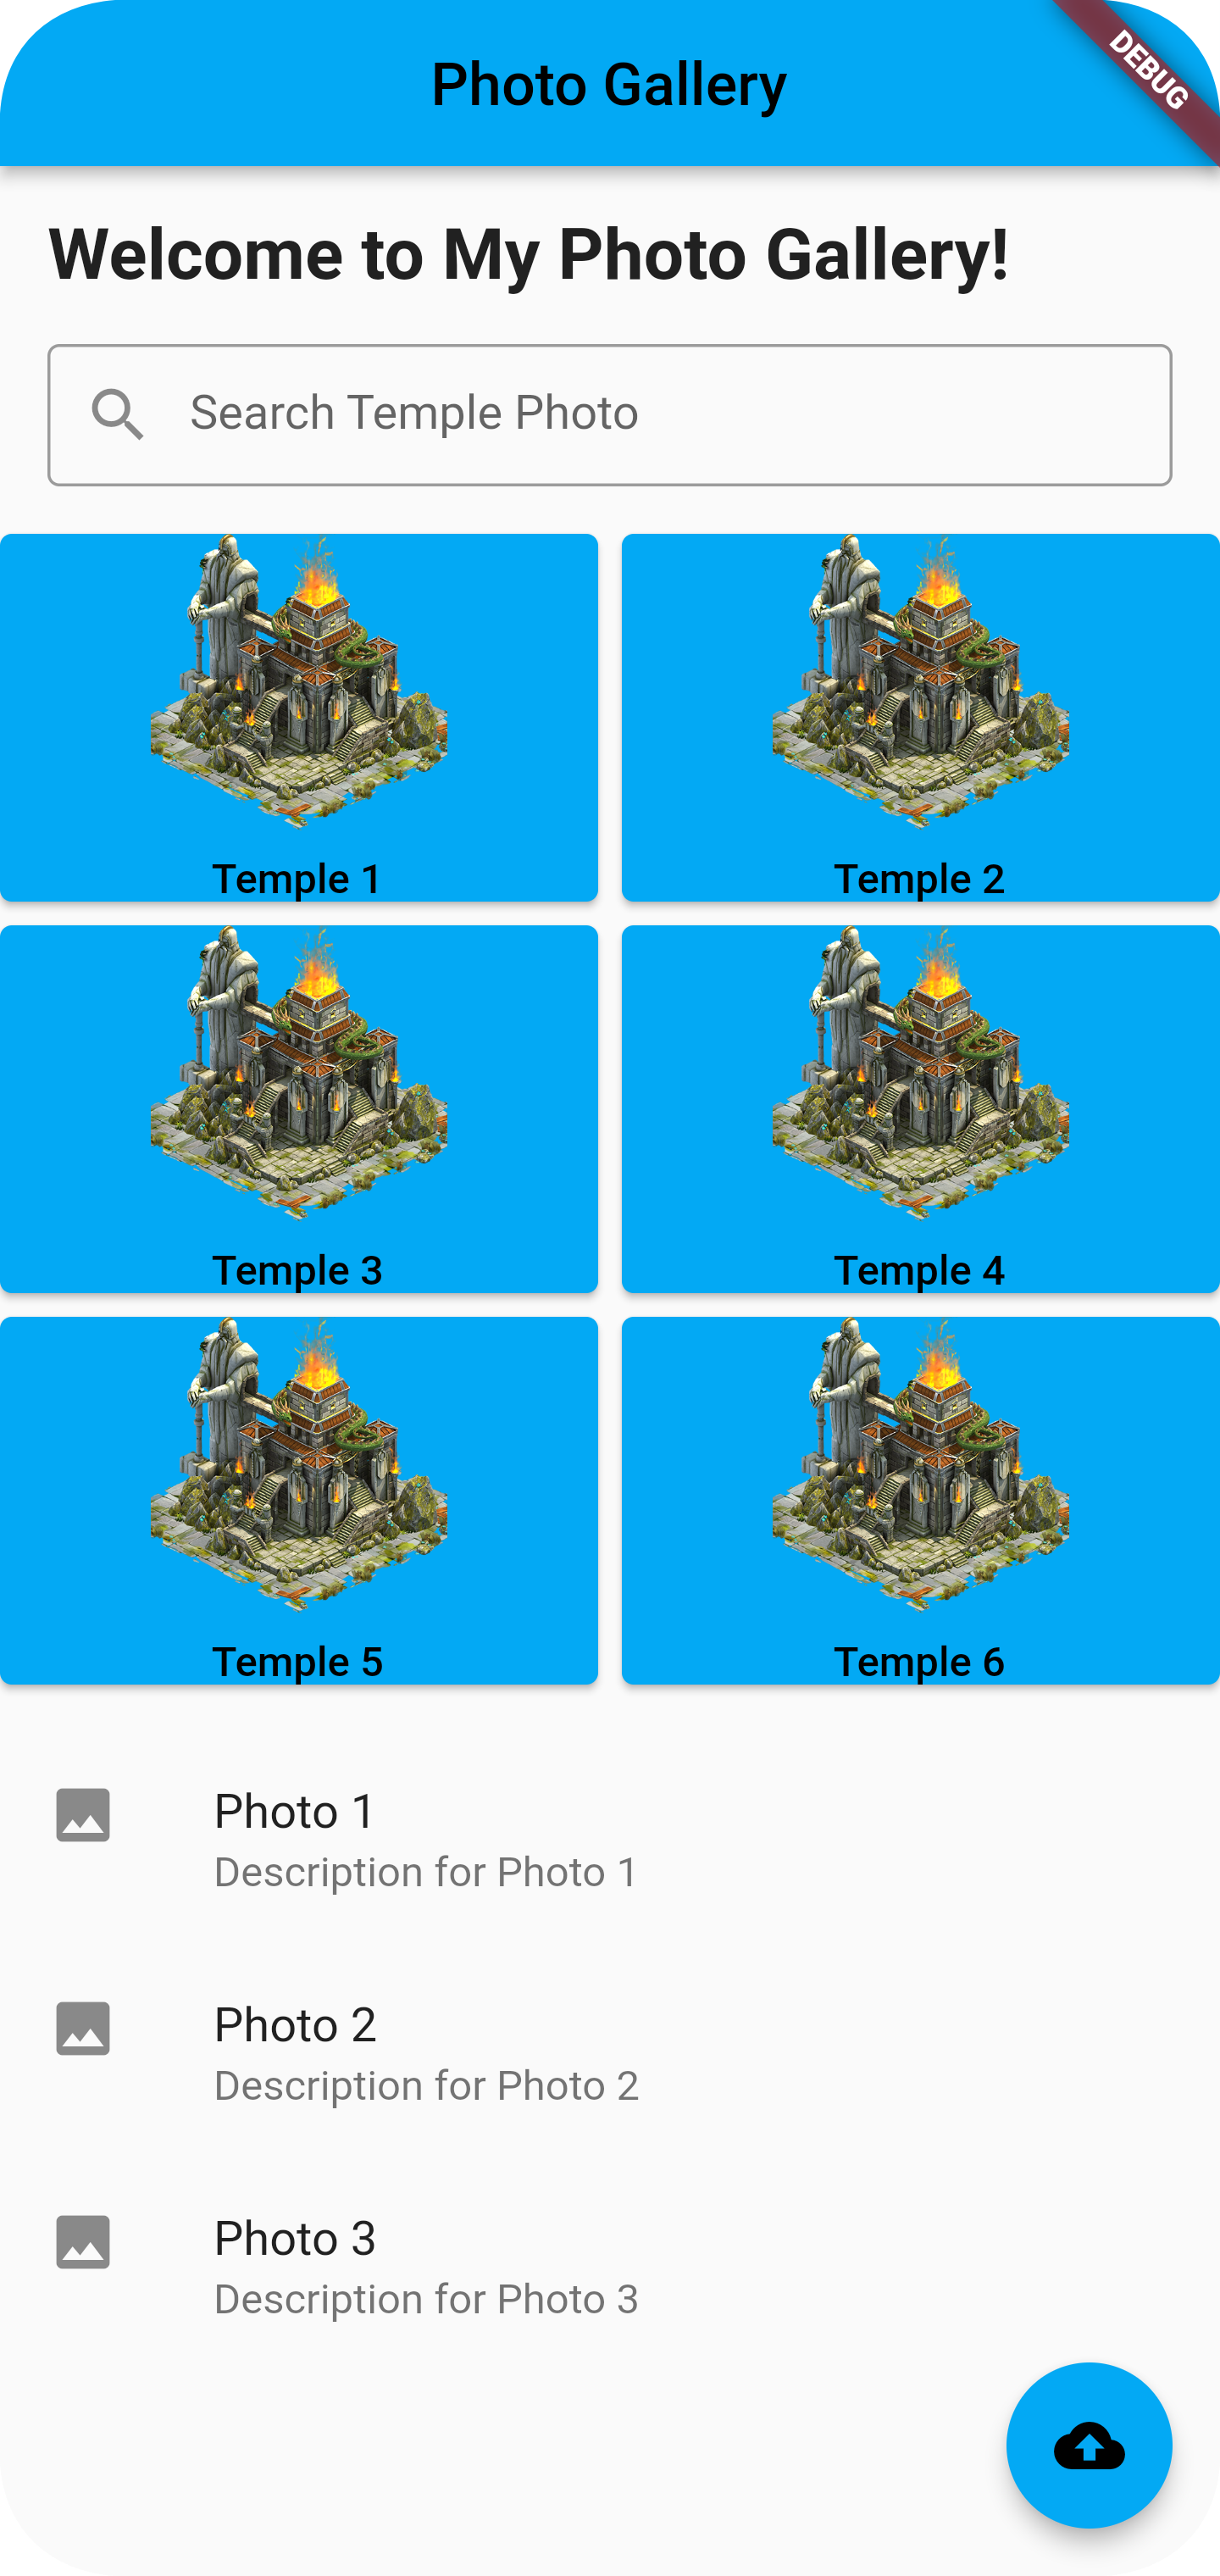 Photo Gallery
DEBUG
Welcome to My Photo Gallery!
Search Temple Photo
Temple 1
Temple 2
Temple 3
Temple 4
Temple 5
Temple 6
Photo 1
Description for Photo 1
Photo 2
Description for Photo 2
Photo 3
Description for Photo 3